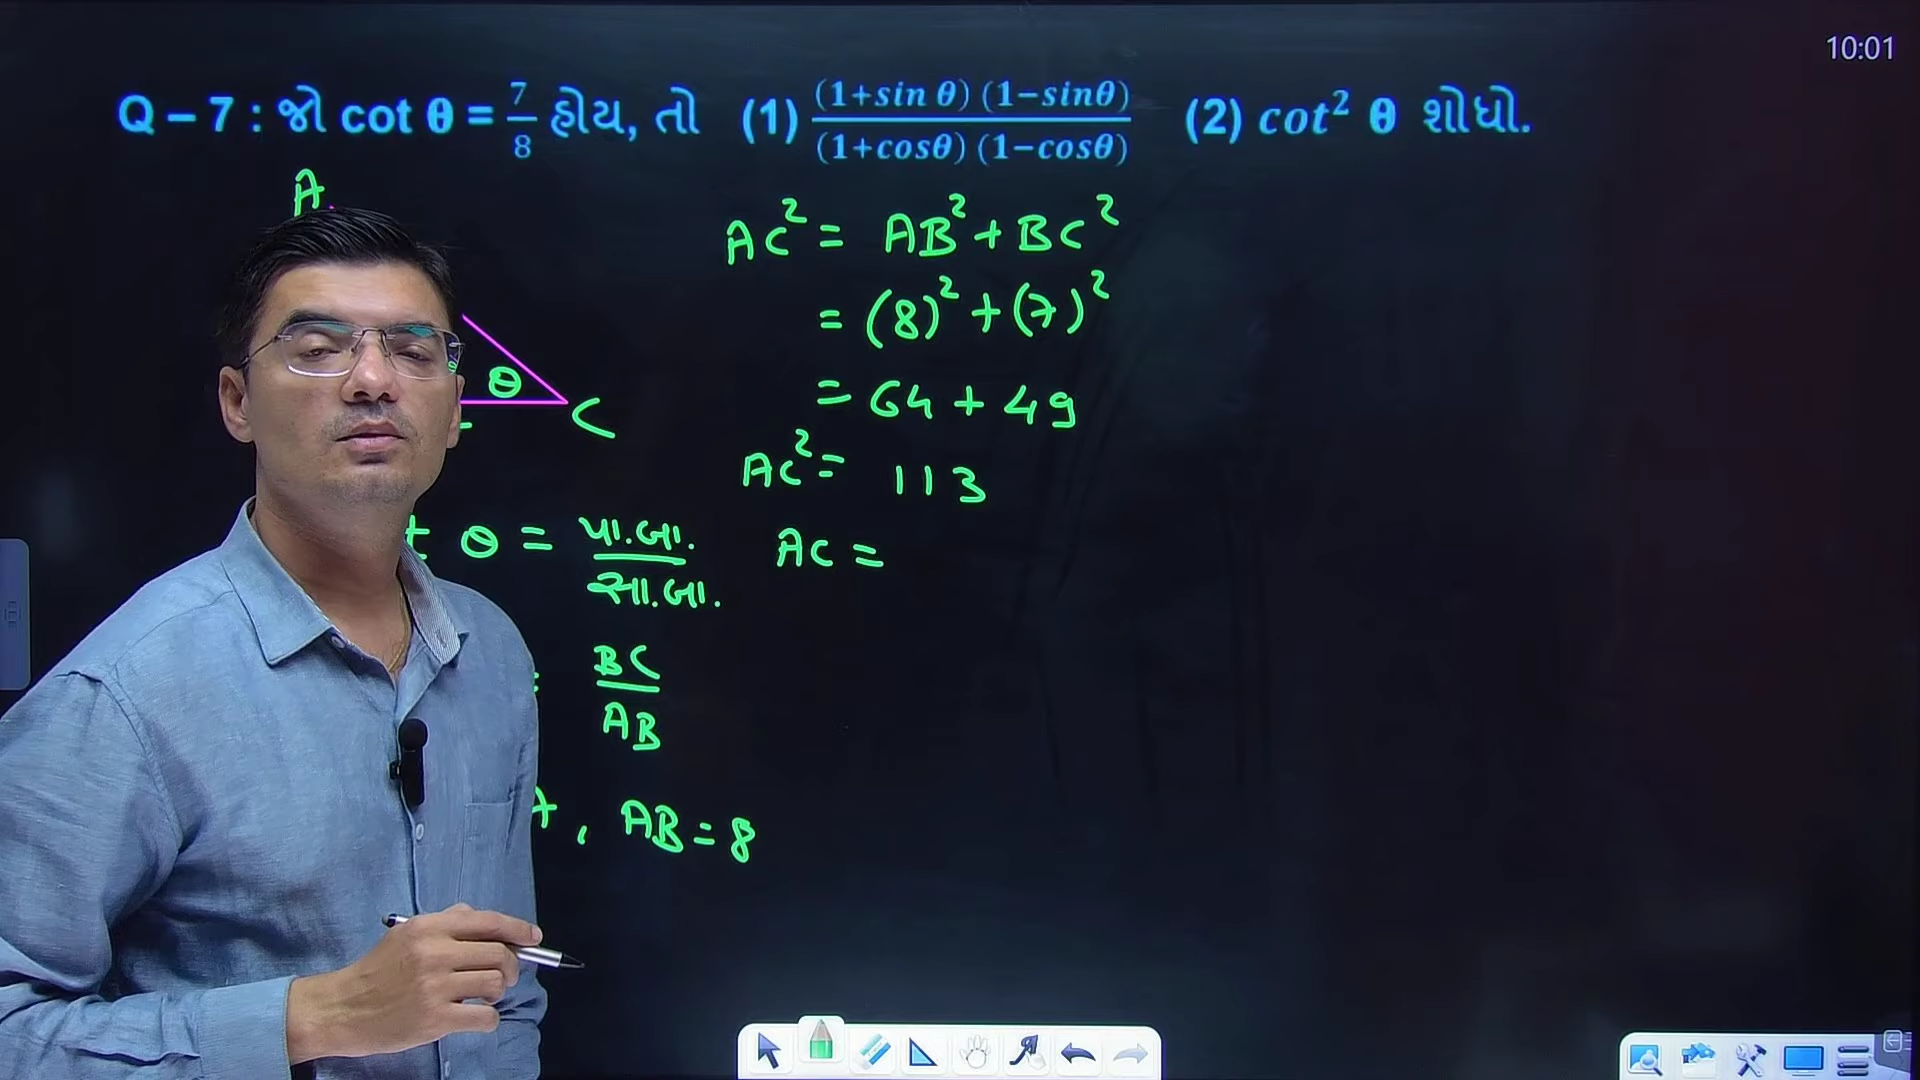 10:01
Q – 7 : જો cot θ = 7/8 હોય, તો (1) (1+sin θ) (1−sinθ) / (1+cosθ) (1−cosθ) (2) cot² θ શોધો.
A
θ
C
AC² = AB² + BC²
= (8)² + (7)²
= 64 + 49
AC² = 113
AC =
t θ = પા.બા. / સા.બા.
= BC / AB
, AB = 8